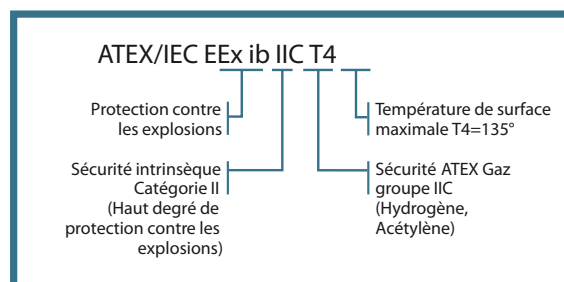 ATEX/IEC EEx ib IIC T4
Protection contre
les explosions
Température de surface
maximale T4=135°
Sécurité intrinsèque
Catégorie II
(Haut degré de
protection contre les
explosions)
Sécurité ATEX Gaz
groupe IIC
(Hydrogène,
Acétylène)